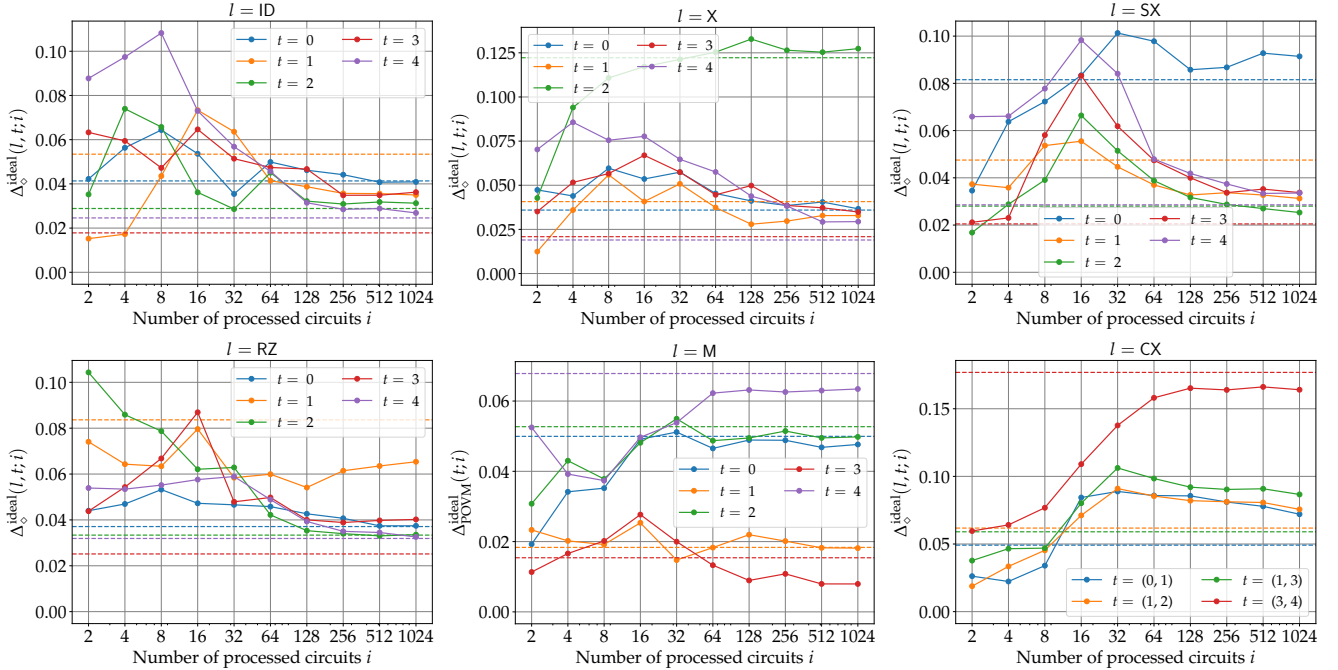 l = ID
Δ⋄^ideal(l, t; i)
0.10
0.08
0.06
0.04
0.02
0.00
t = 0
t = 1
t = 2
t = 3
t = 4
2 4 8 16 32 64 128 256 512 1024
Number of processed circuits i
l = X
Δ⋄^ideal(l, t; i)
0.125
0.100
0.075
0.050
0.025
0.000
t = 0
t = 1
t = 2
t = 3
t = 4
2 4 8 16 32 64 128 256 512 1024
Number of processed circuits i
l = SX
Δ⋄^ideal(l, t; i)
0.10
0.08
0.06
0.04
0.02
0.00
t = 0
t = 1
t = 2
t = 3
t = 4
2 4 8 16 32 64 128 256 512 1024
Number of processed circuits i
l = RZ
Δ⋄^ideal(l, t; i)
0.10
0.08
0.06
0.04
0.02
0.00
t = 0
t = 1
t = 2
t = 3
t = 4
2 4 8 16 32 64 128 256 512 1024
Number of processed circuits i
l = M
Δ^ideal_POVM(t; i)
0.06
0.04
0.02
0.00
t = 0
t = 1
t = 2
t = 3
t = 4
2 4 8 16 32 64 128 256 512 1024
Number of processed circuits i
l = CX
Δ⋄^ideal(l, t; i)
0.15
0.10
0.05
0.00
t = (0, 1)
t = (1, 2)
t = (1, 3)
t = (3, 4)
2 4 8 16 32 64 128 256 512 1024
Number of processed circuits i